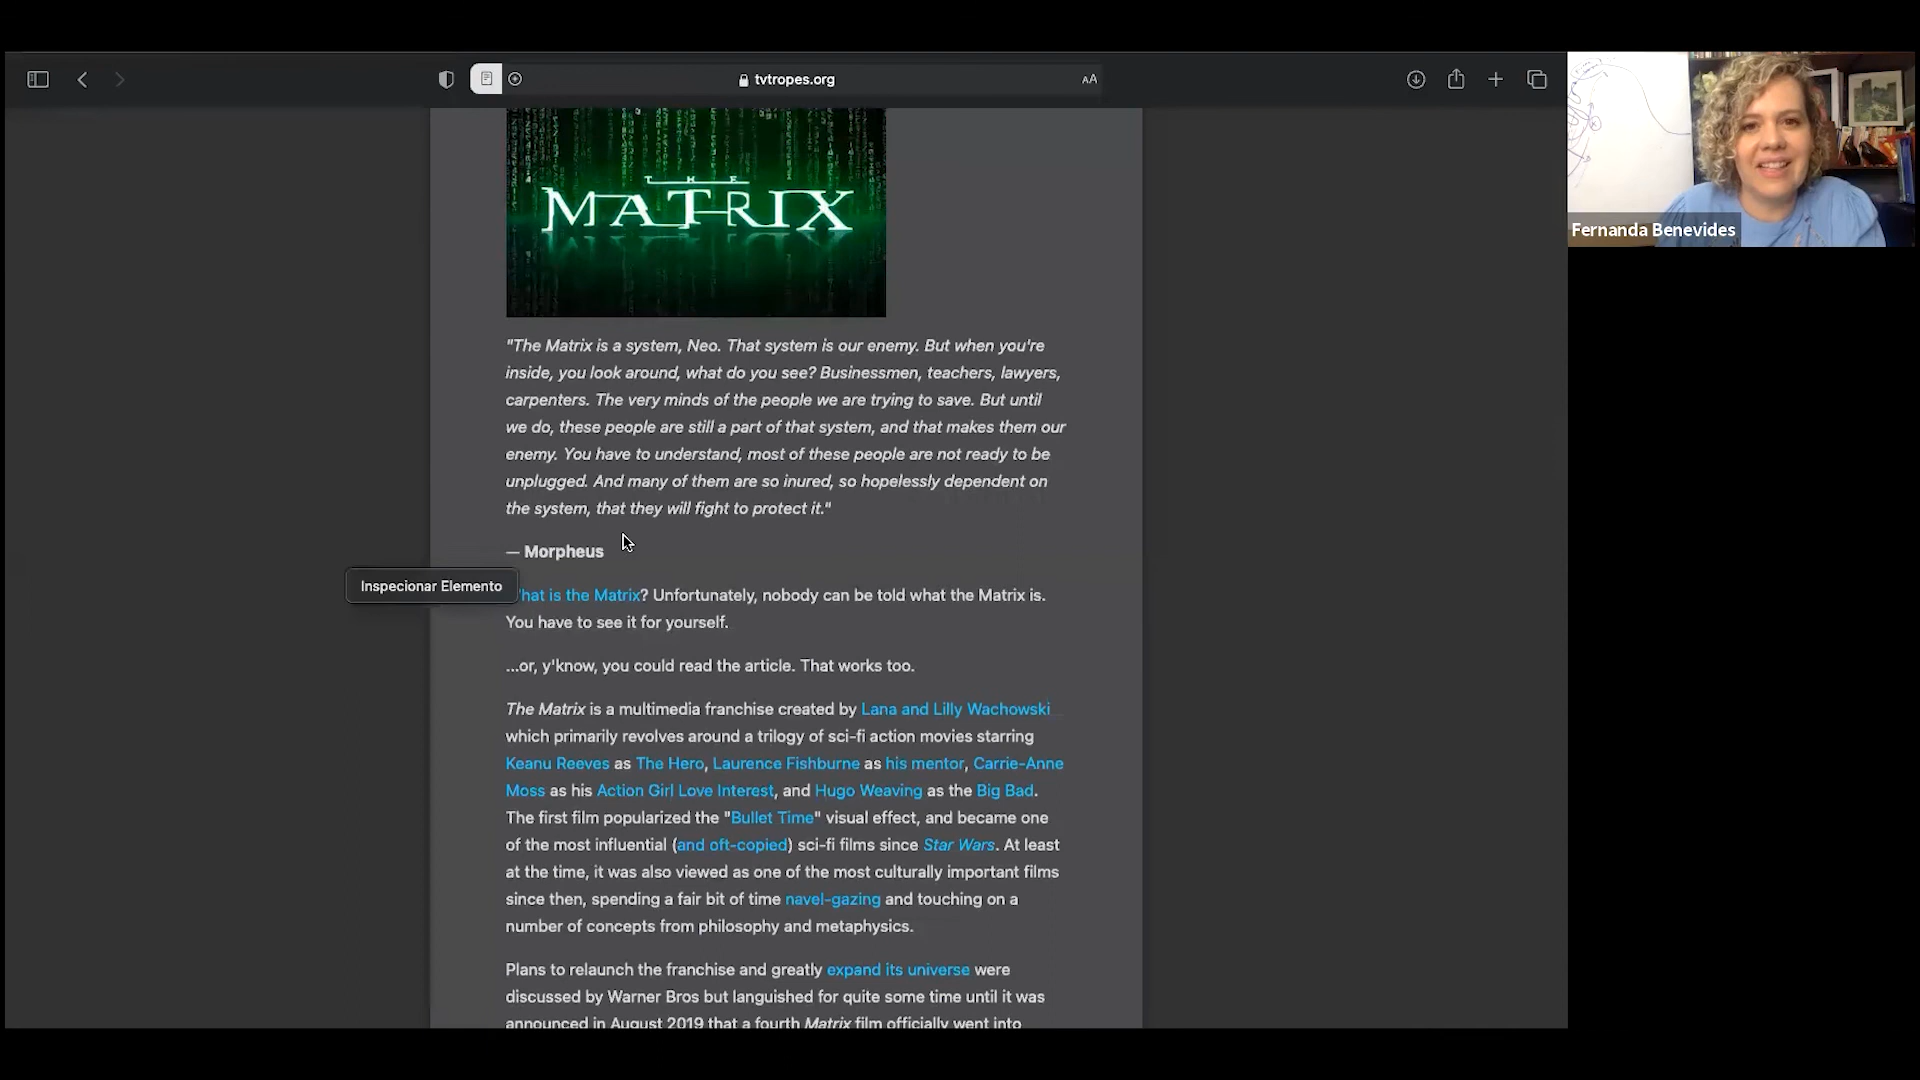 tvtropes.org
AA
THE
MATRIX
"The Matrix is a system, Neo. That system is our enemy. But when you're
inside, you look around, what do you see? Businessmen, teachers, lawyers,
carpenters. The very minds of the people we are trying to save. But until
we do, these people are still a part of that system, and that makes them our
enemy. You have to understand, most of these people are not ready to be
unplugged. And many of them are so inured, so hopelessly dependent on
the system, that they will fight to protect it."
— Morpheus
Inspecionar Elemento
hat is the Matrix? Unfortunately, nobody can be told what the Matrix is.
You have to see it for yourself.
...or, y'know, you could read the article. That works too.
The Matrix is a multimedia franchise created by Lana and Lilly Wachowski
which primarily revolves around a trilogy of sci-fi action movies starring
Keanu Reeves as The Hero, Laurence Fishburne as his mentor, Carrie-Anne
Moss as his Action Girl Love Interest, and Hugo Weaving as the Big Bad.
The first film popularized the "Bullet Time" visual effect, and became one
of the most influential (and oft-copied) sci-fi films since Star Wars. At least
at the time, it was also viewed as one of the most culturally important films
since then, spending a fair bit of time navel-gazing and touching on a
number of concepts from philosophy and metaphysics.
Plans to relaunch the franchise and greatly expand its universe were
discussed by Warner Bros but languished for quite some time until it was
announced in August 2019 that a fourth Matrix film officially went into
Fernanda Benevides